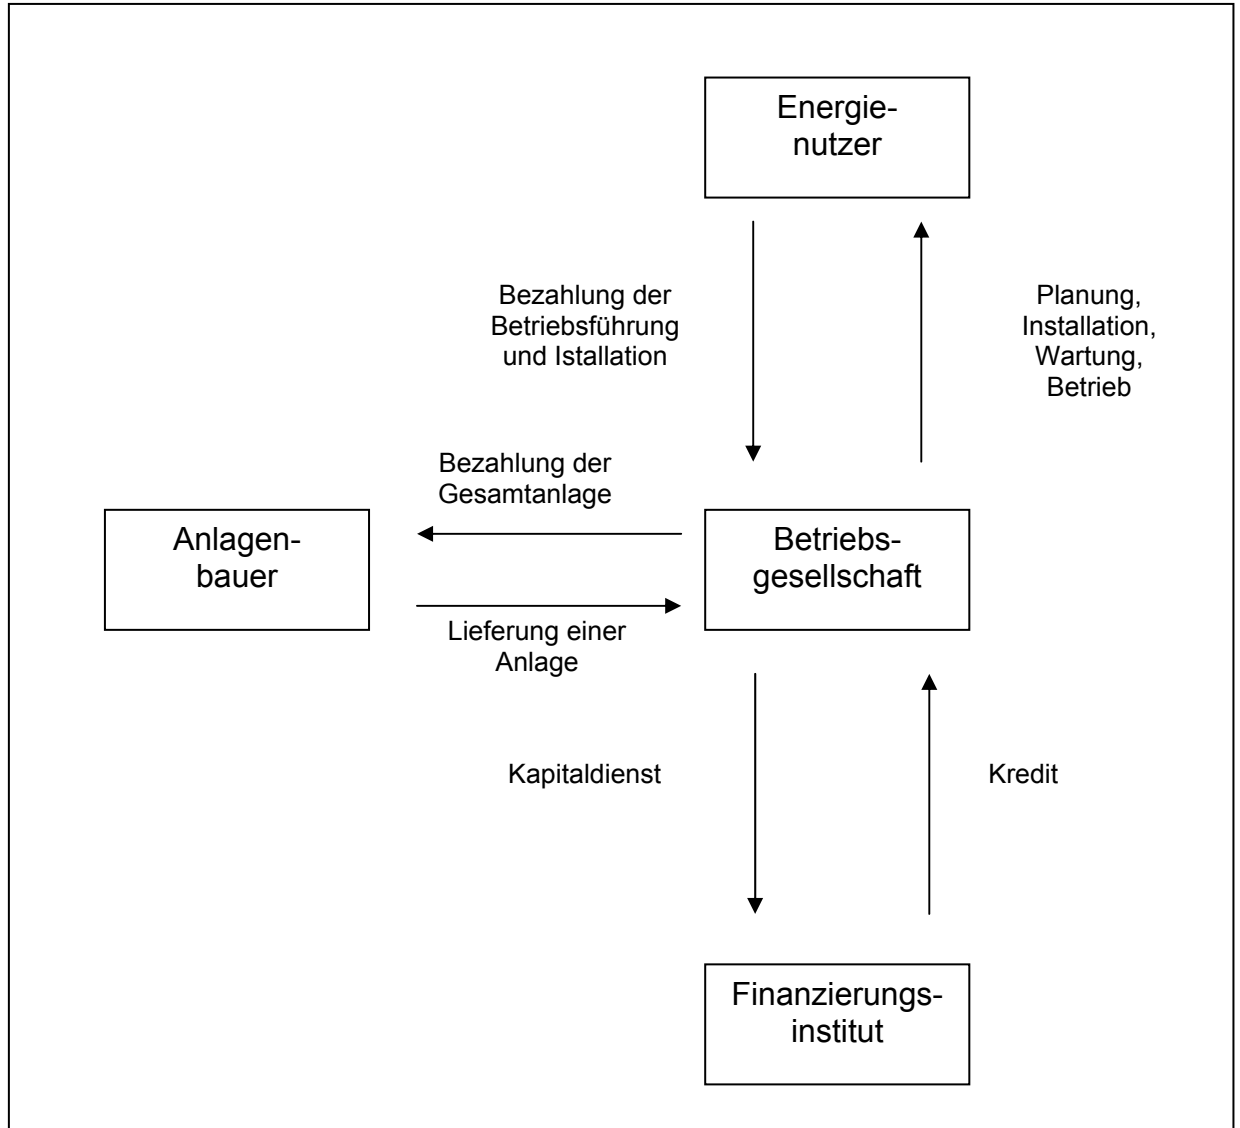 Energie-
nutzer
Bezahlung der
Betriebsführung
und Istallation
Planung,
Installation,
Wartung,
Betrieb
Bezahlung der
Gesamtanlage
Anlagen-
bauer
Betriebs-
gesellschaft
Lieferung einer
Anlage
Kapitaldienst
Kredit
Finanzierungs-
institut